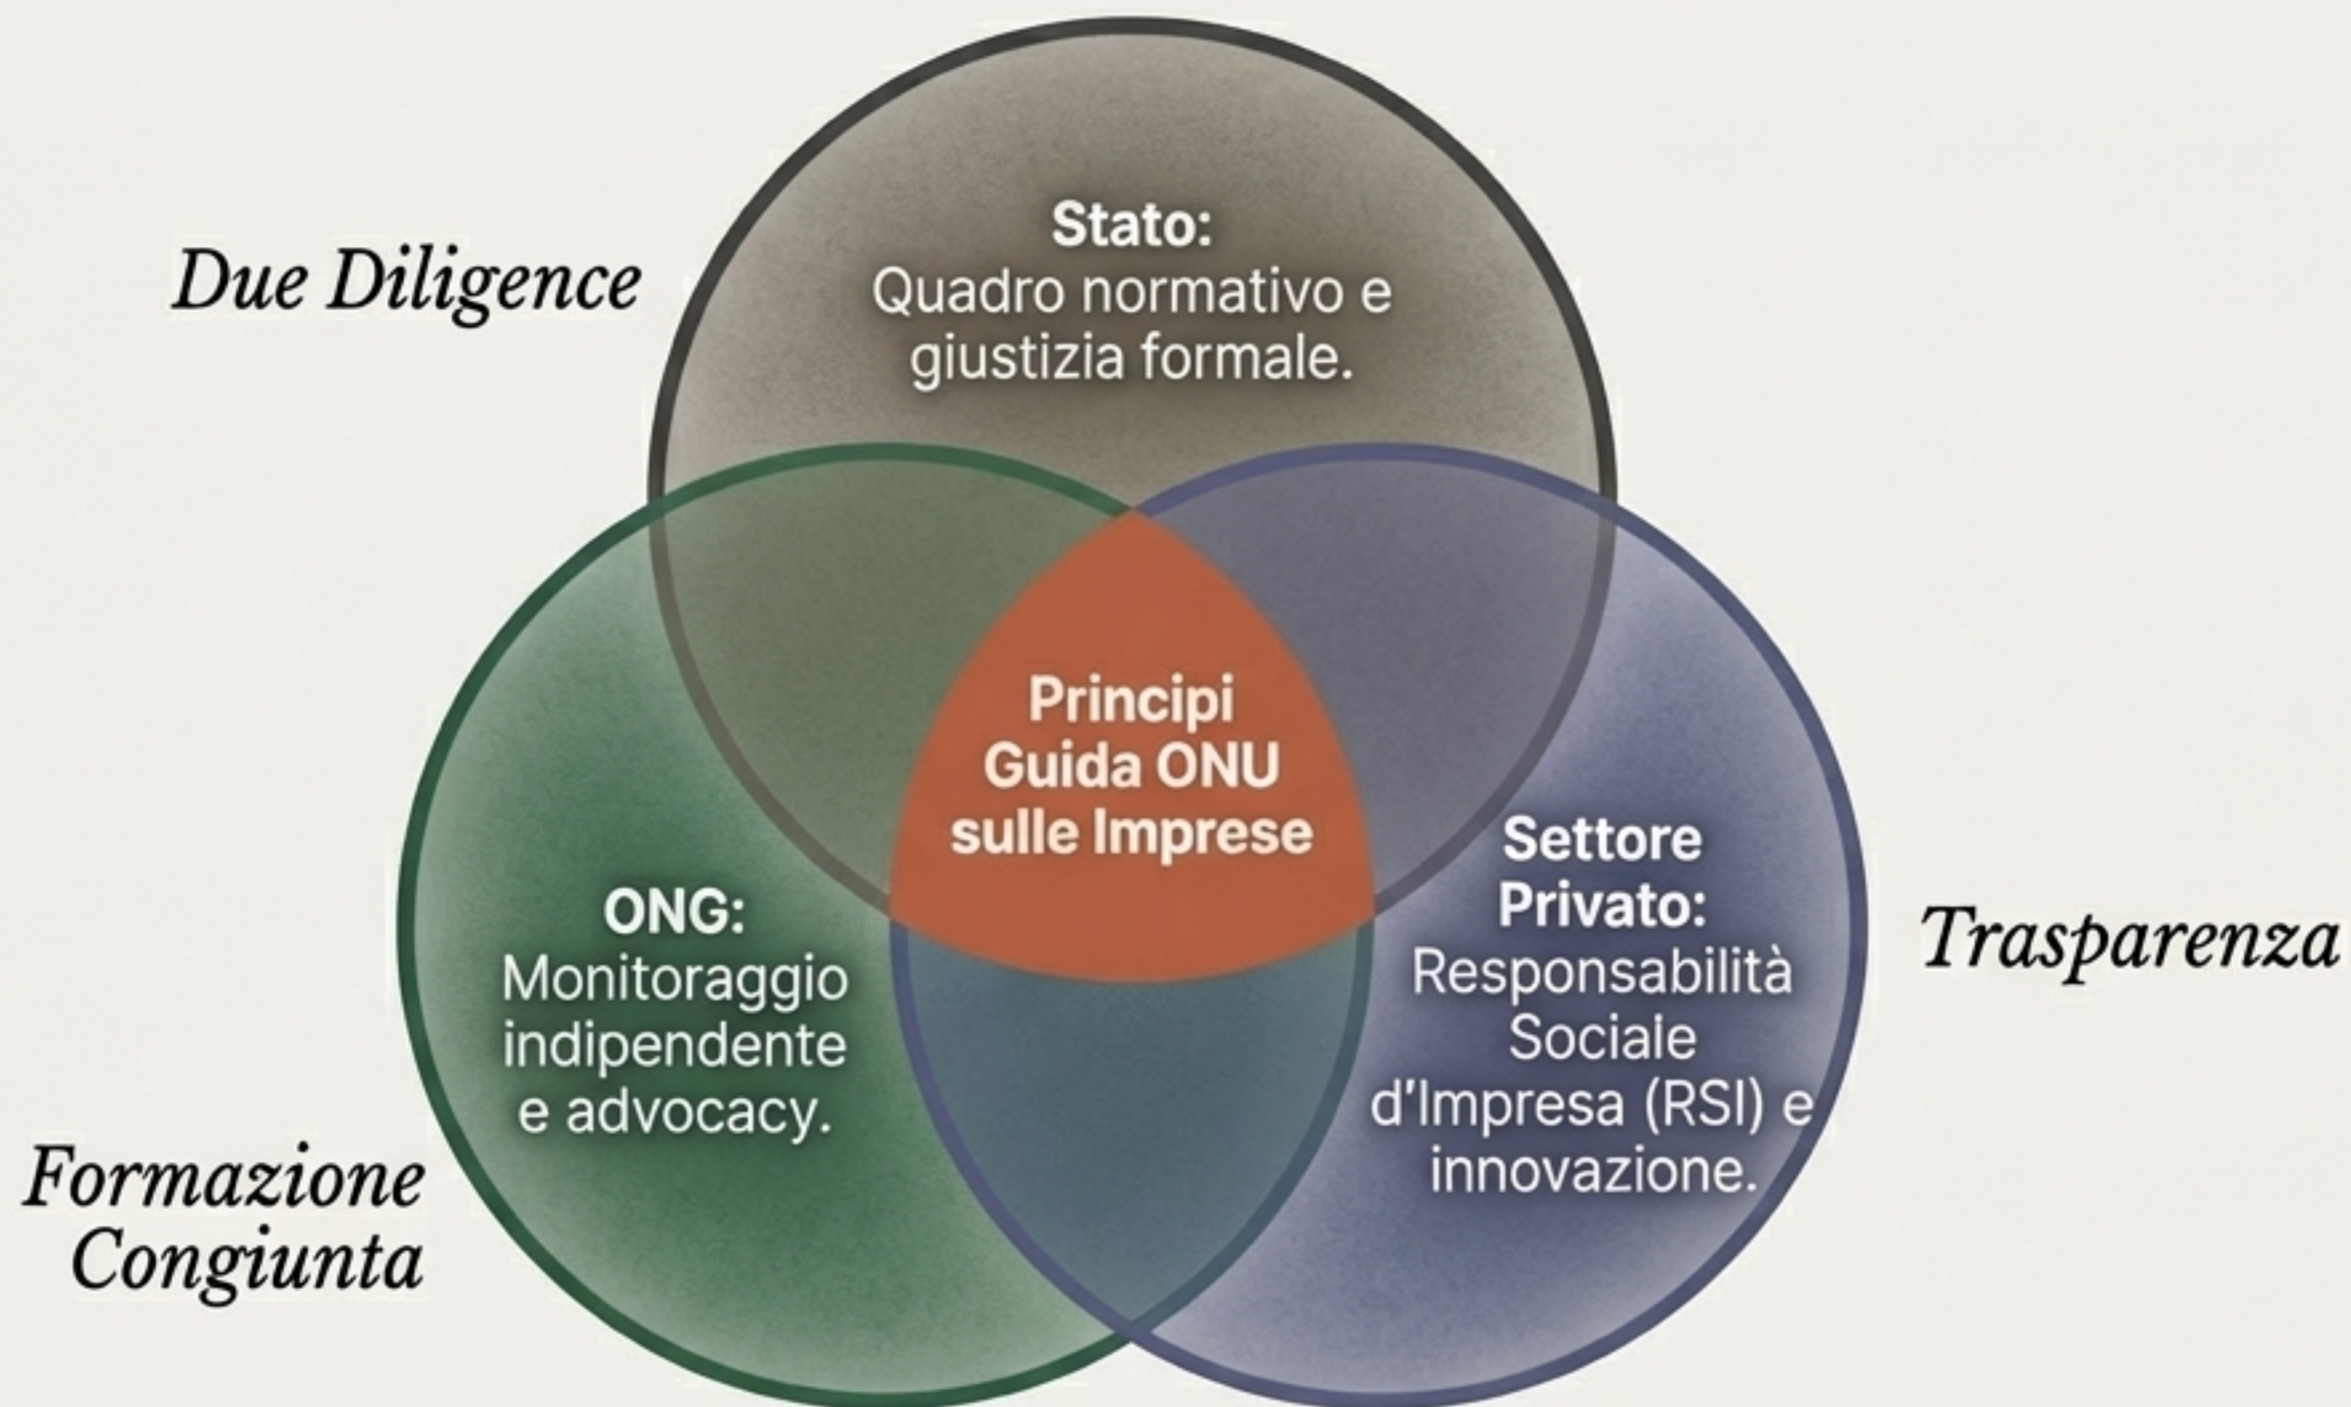 Due Diligence
Stato:
Quadro normativo e
giustizia formale.
Principi
Guida ONU
sulle Imprese
ONG:
Monitoraggio
indipendente
e advocacy.
Settore
Privato:
Responsabilità
Sociale
d'Impresa (RSI) e
innovazione.
Trasparenza
Formazione
Congiunta